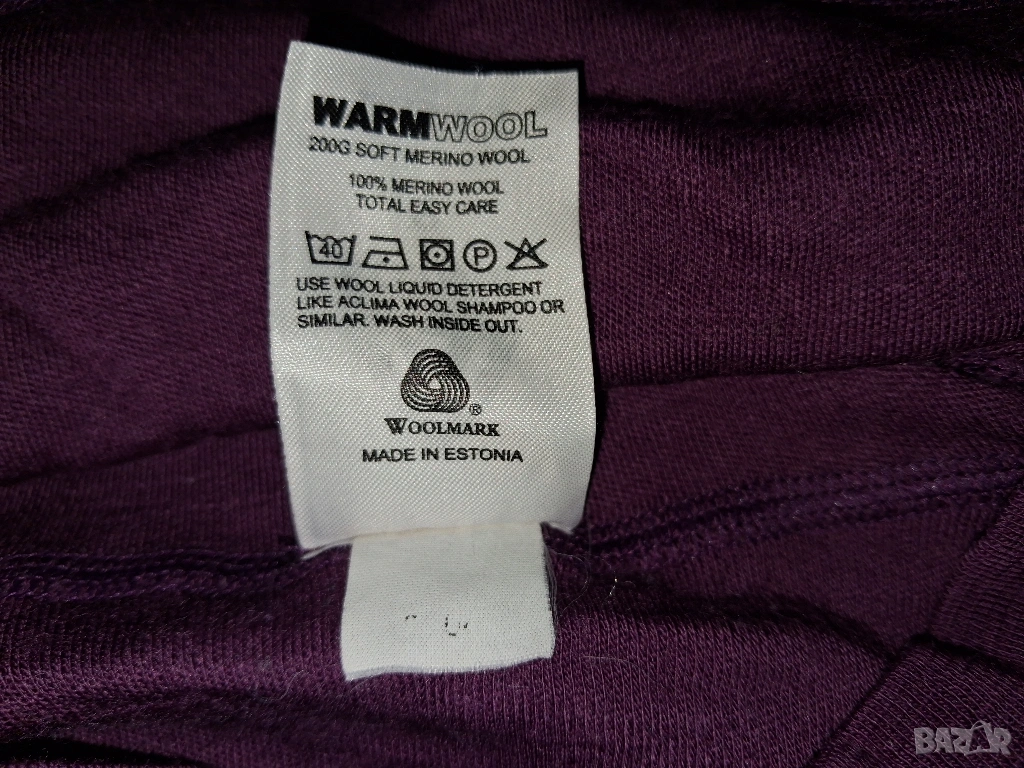 WARMWOOL
200G SOFT MERINO WOOL
100% MERINO WOOL
TOTAL EASY CARE
40 P
USE WOOL LIQUID DETERGENT
LIKE ACLIMA WOOL SHAMPOO OR
SIMILAR. WASH INSIDE OUT.
®
WOOLMARK
MADE IN ESTONIA
BAZAR